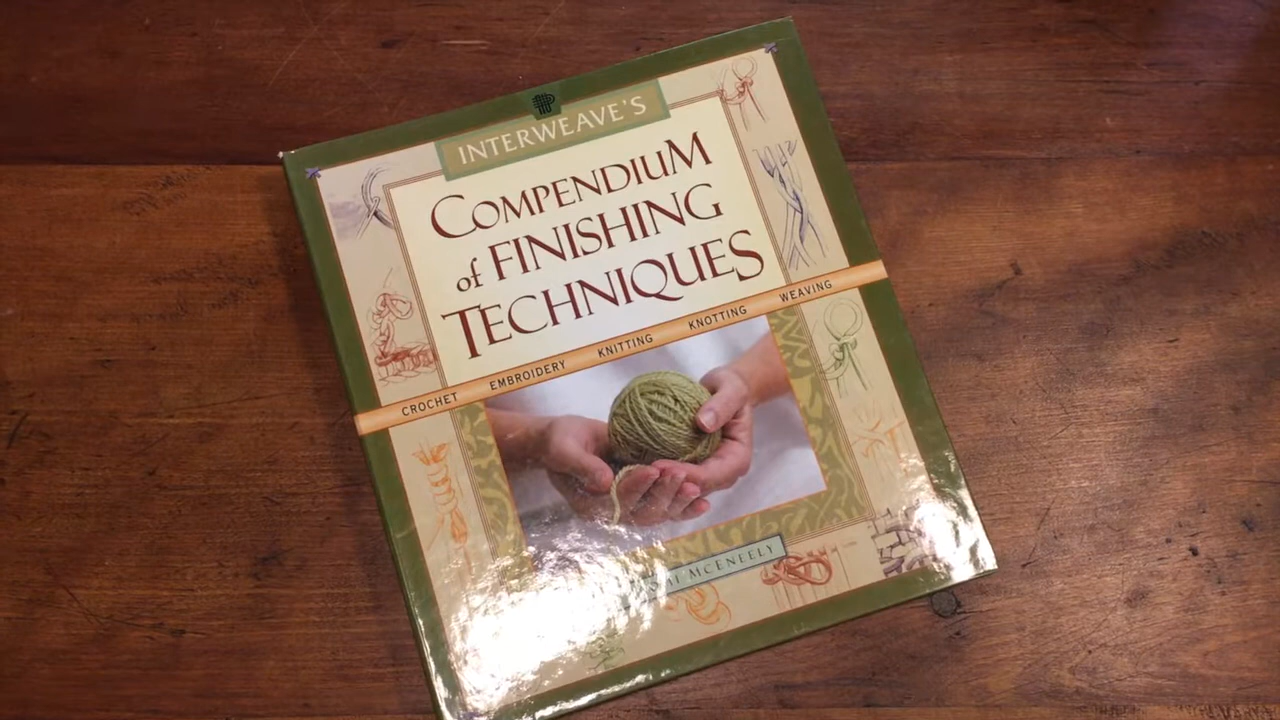 INTERWEAVE'S
COMPENDIUM
of FINISHING
TECHNIQUES
CROCHET EMBROIDERY KNITTING KNOTTING WEAVING
MCENEELY